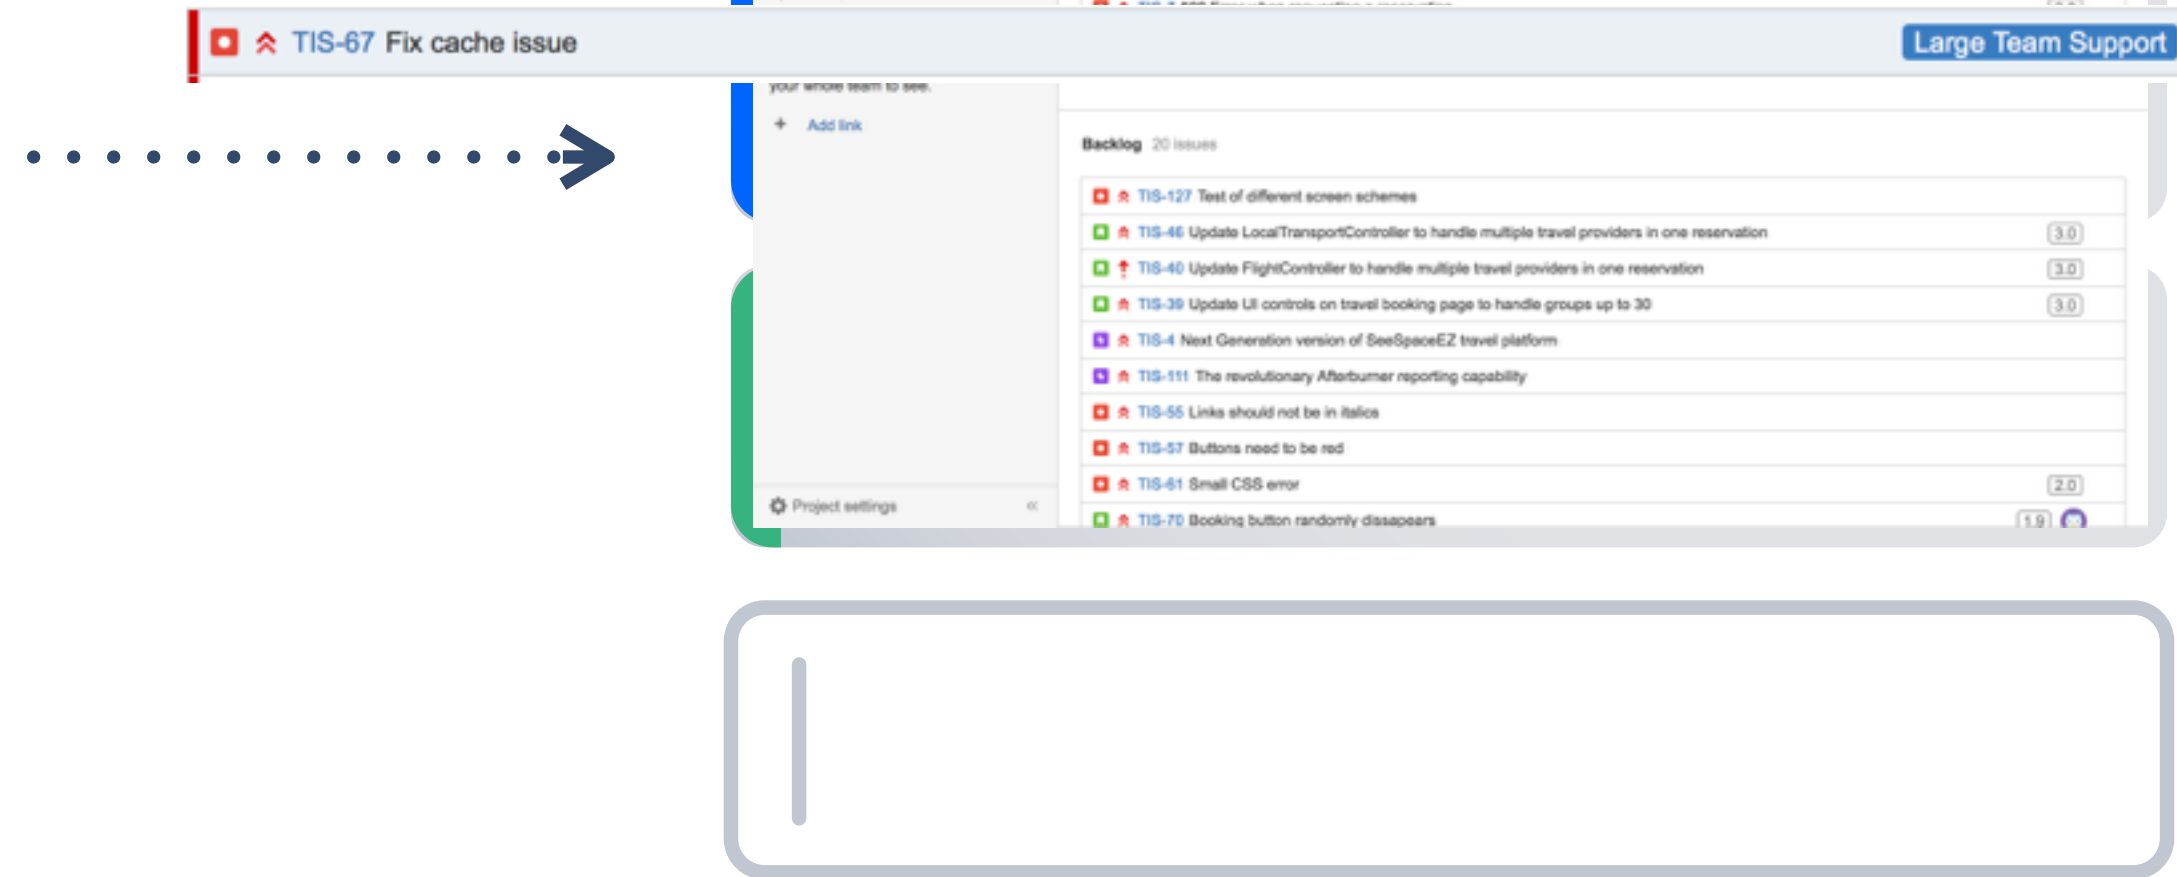 TIS-67 Fix cache issue Large Team Support
your whole team to see.
+ Add link
Backlog 20 issues
TIS-127 Test of different screen schemes
TIS-46 Update LocalTransportController to handle multiple travel providers in one reservation 3.0
TIS-40 Update FlightController to handle multiple travel providers in one reservation 3.0
TIS-39 Update UI controls on travel booking page to handle groups up to 30 3.0
TIS-4 Next Generation version of SeeSpaceEZ travel platform
TIS-111 The revolutionary Afterburner reporting capability
TIS-55 Links should not be in italics
TIS-57 Buttons need to be red
TIS-61 Small CSS error 2.0
Project settings «
TIS-70 Booking button randomly dissapears 1.9